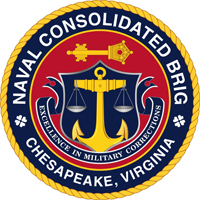 NAVAL CONSOLIDATED BRIG
EXCELLENCE IN MILITARY CORRECTIONS
CHESAPEAKE, VIRGINIA